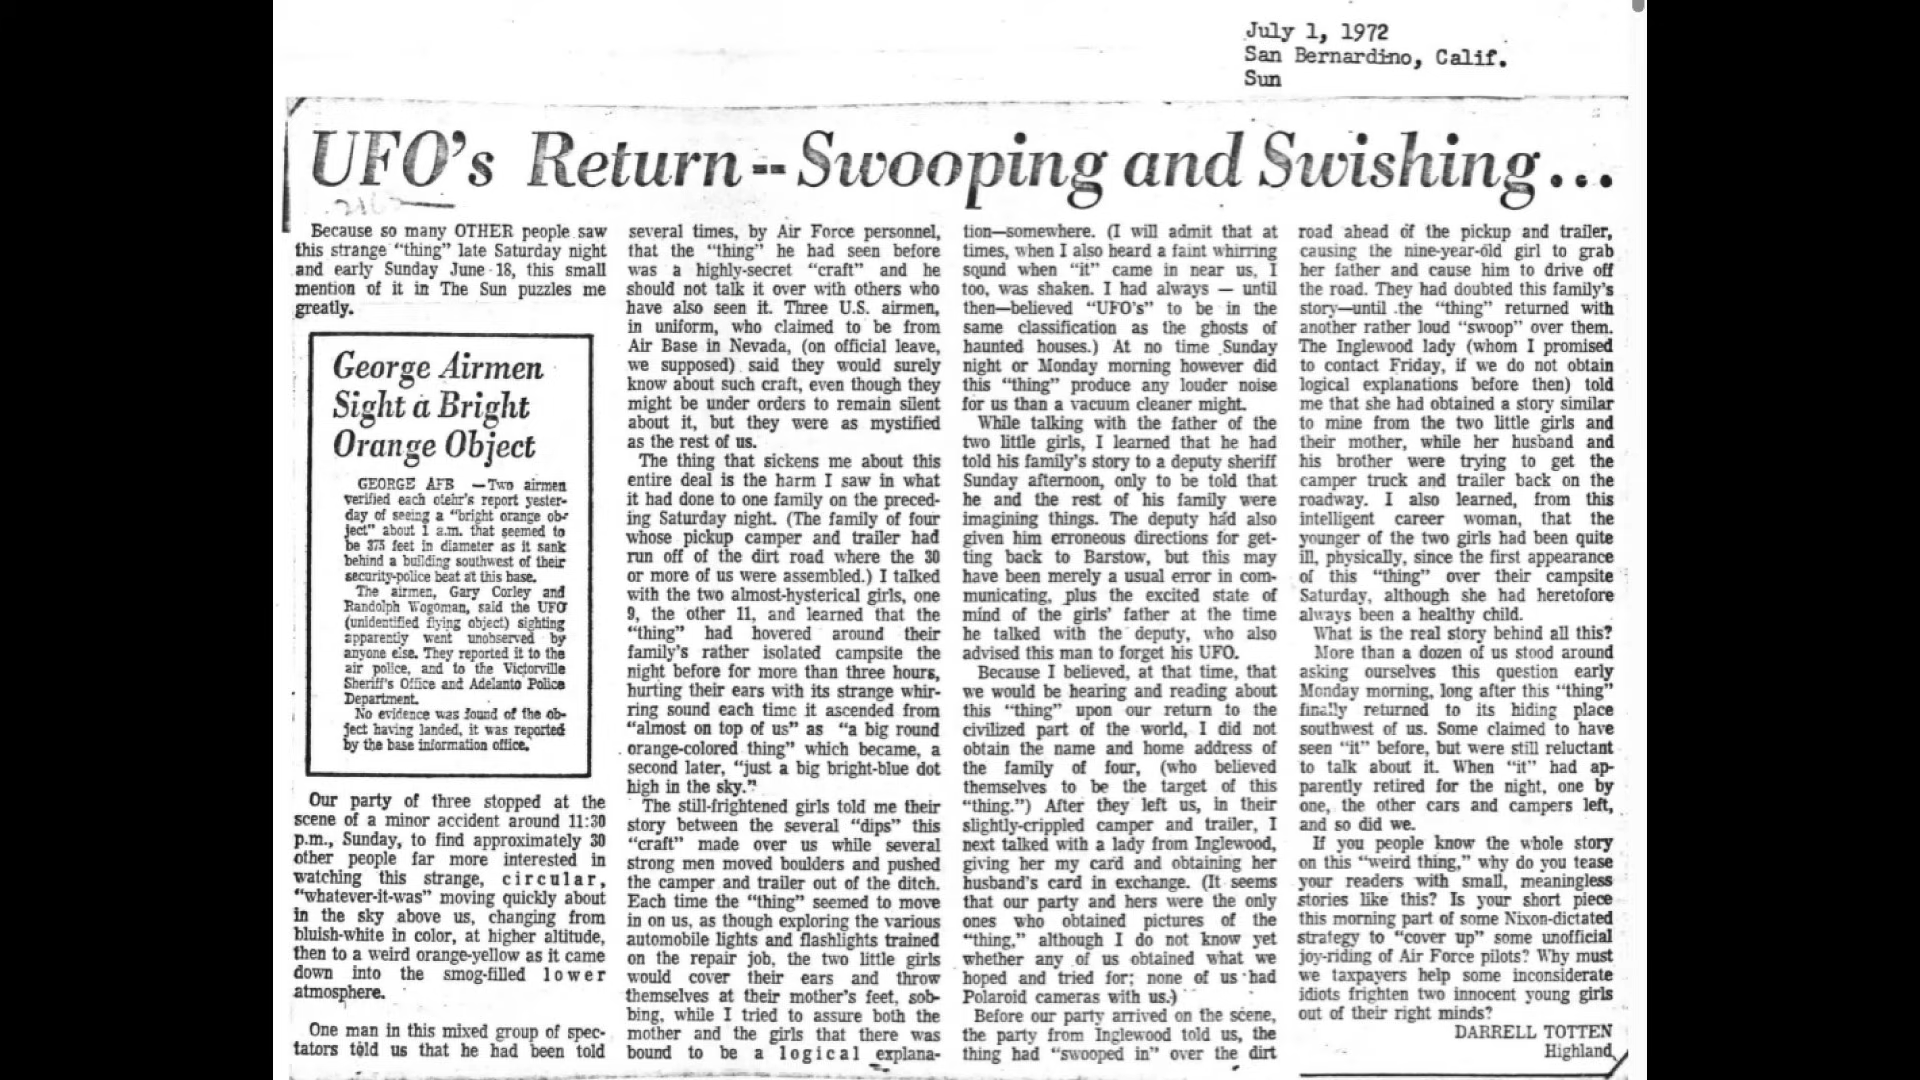 July 1, 1972
San Bernardino, Calif.
Sun
UFO's Return--Swooping and Swishing...
Because so many OTHER people saw
this strange "thing" late Saturday night
and early Sunday June 18, this small
mention of it in The Sun puzzles me
greatly.
George Airmen
Sight a Bright
Orange Object
GEORGE AFB —Two airmen
verified each otehr's report yester-
day of seeing a "bright orange ob-
ject" about 1 a.m. that seemed to
be 375 feet in diameter as it sank
behind a building southwest of their
security-police beat at this base.
The airmen, Gary Corley and
Randolph Wogoman, said the UFO
(unidentified flying object) sighting
apparently went unobserved by
anyone else. They reported it to the
air police, and to the Victorville
Sheriff's Office and Adelanto Police
Department.
No evidence was found of the ob-
ject having landed, it was reported
by the base information office.
Our party of three stopped at the
scene of a minor accident around 11:30
p.m., Sunday, to find approximately 30
other people far more interested in
watching this strange, circular,
"whatever-it-was" moving quickly about
in the sky above us, changing from
bluish-white in color, at higher altitude,
then to a weird orange-yellow as it came
down into the smog-filled lower
atmosphere.
One man in this mixed group of spec-
tators told us that he had been told
several times, by Air Force personnel,
that the "thing" he had seen before
was a highly-secret "craft" and he
should not talk it over with others who
have also seen it. Three U.S. airmen,
in uniform, who claimed to be from
Air Base in Nevada, (on official leave,
we supposed) said they would surely
know about such craft, even though they
might be under orders to remain silent
about it, but they were as mystified
as the rest of us.
The thing that sickens me about this
entire deal is the harm I saw in what
it had done to one family on the preced-
ing Saturday night. (The family of four
whose pickup camper and trailer had
run off of the dirt road where the 30
or more of us were assembled.) I talked
with the two almost-hysterical girls, one
9, the other 11, and learned that the
"thing" had hovered around their
family's rather isolated campsite the
night before for more than three hours,
hurting their ears with its strange whir-
ring sound each time it ascended from
"almost on top of us" as "a big round
orange-colored thing" which became, a
second later, "just a big bright-blue dot
high in the sky."
The still-frightened girls told me their
story between the several "dips" this
"craft" made over us while several
strong men moved boulders and pushed
the camper and trailer out of the ditch.
Each time the "thing" seemed to move
in on us, as though exploring the various
automobile lights and flashlights trained
on the repair job, the two little girls
would cover their ears and throw
themselves at their mother's feet, sob-
bing, while I tried to assure both the
mother and the girls that there was
bound to be a logical explana-
tion—somewhere. (I will admit that at
times, when I also heard a faint whirring
sound when "it" came in near us, I
too, was shaken. I had always — until
then—believed "UFO's" to be in the
same classification as the ghosts of
haunted houses.) At no time Sunday
night or Monday morning however did
this "thing" produce any louder noise
for us than a vacuum cleaner might.
While talking with the father of the
two little girls, I learned that he had
told his family's story to a deputy sheriff
Sunday afternoon, only to be told that
he and the rest of his family were
imagining things. The deputy had also
given him erroneous directions for get-
ting back to Barstow, but this may
have been merely a usual error in com-
municating, plus the excited state of
mind of the girls' father at the time
he talked with the deputy, who also
advised this man to forget his UFO.
Because I believed, at that time, that
we would be hearing and reading about
this "thing" upon our return to the
civilized part of the world, I did not
obtain the name and home address of
the family of four, (who believed
themselves to be the target of this
"thing.") After they left us, in their
slightly-crippled camper and trailer, I
next talked with a lady from Inglewood,
giving her my card and obtaining her
husband's card in exchange. (It seems
that our party and hers were the only
ones who obtained pictures of the
"thing," although I do not know yet
whether any of us obtained what we
hoped and tried for; none of us had
Polaroid cameras with us.)
Before our party arrived on the scene,
the party from Inglewood told us, the
thing had "swooped in" over the dirt
road ahead of the pickup and trailer,
causing the nine-year-old girl to grab
her father and cause him to drive off
the road. They had doubted this family's
story—until the "thing" returned with
another rather loud "swoop" over them.
The Inglewood lady (whom I promised
to contact Friday, if we do not obtain
logical explanations before then) told
me that she had obtained a story similar
to mine from the two little girls and
their mother, while her husband and
his brother were trying to get the
camper truck and trailer back on the
roadway. I also learned, from this
intelligent career woman, that the
younger of the two girls had been quite
ill, physically, since the first appearance
of this "thing" over their campsite
Saturday, although she had heretofore
always been a healthy child.
What is the real story behind all this?
More than a dozen of us stood around
asking ourselves this question early
Monday morning, long after this "thing"
finally returned to its hiding place
southwest of us. Some claimed to have
seen "it" before, but were still reluctant
to talk about it. When "it" had ap-
parently retired for the night, one by
one, the other cars and campers left,
and so did we.
If you people know the whole story
on this "weird thing," why do you tease
your readers with small, meaningless
stories like this? Is your short piece
this morning part of some Nixon-dictated
strategy to "cover up" some unofficial
joy-riding of Air Force pilots? Why must
we taxpayers help some inconsiderate
idiots frighten two innocent young girls
out of their right minds?
DARRELL TOTTEN
Highland